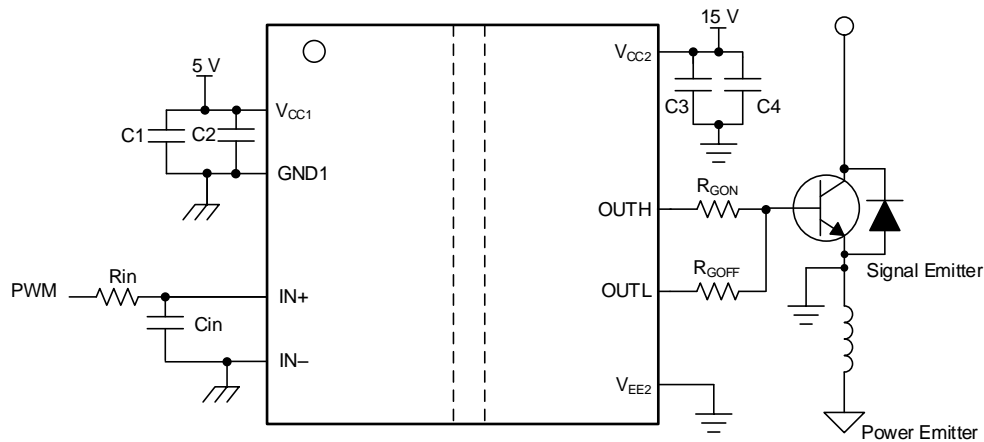 15 V
5 V
VCC2
VCC1
C3
C4
C1
C2
GND1
RGON
OUTH
RGOFF
Signal Emitter
OUTL
Rin
PWM
IN+
Cin
IN–
VEE2
Power Emitter